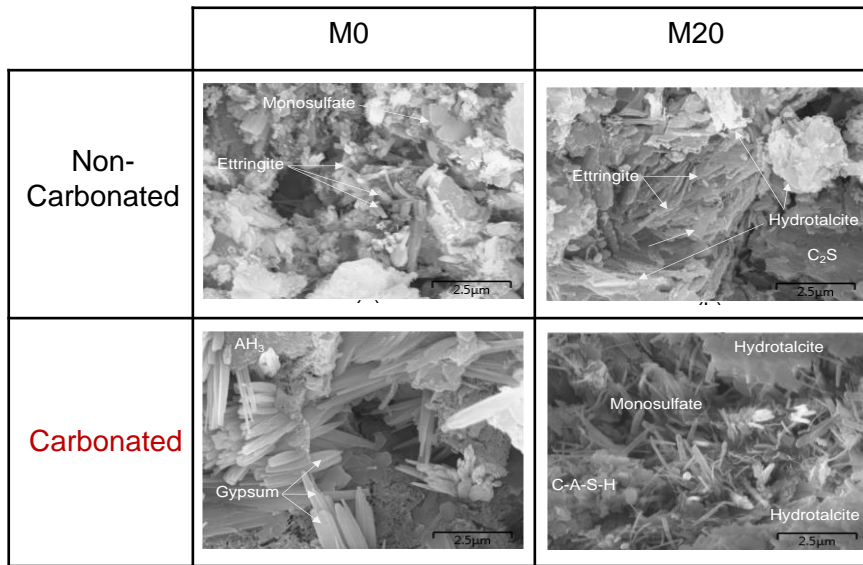 M0
M20
Non-
Carbonated
Monosulfate
Ettringite
2.5µm
Ettringite
Hydrotalcite
C₂S
2.5µm
Carbonated
AH₃
Gypsum
2.5µm
Hydrotalcite
Monosulfate
C-A-S-H
Hydrotalcite
2.5µm